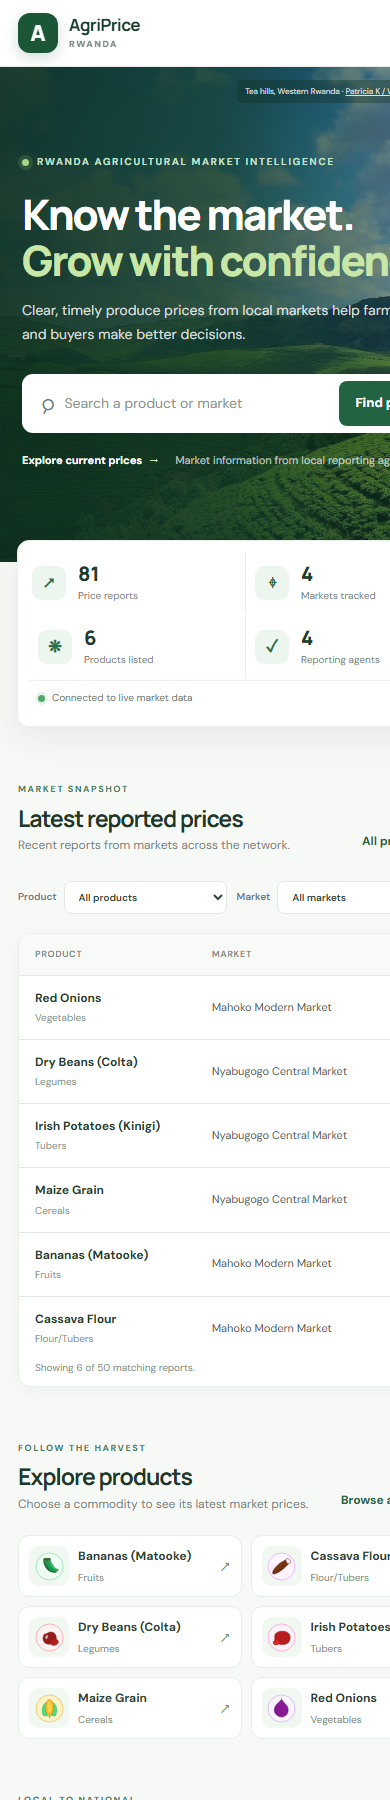 A
AgriPrice
RWANDA
Tea hills, Western Rwanda · Patricia K /
RWANDA AGRICULTURAL MARKET INTELLIGENCE
Know the market.
Grow with confiden
Clear, timely produce prices from local markets help farm
and buyers make better decisions.
Search a product or market
Find p
Explore current prices →
Market information from local reporting ag
81
Price reports
4
Markets tracked
6
Products listed
4
Reporting agents
Connected to live market data
MARKET SNAPSHOT
Latest reported prices
Recent reports from markets across the network.
All pr
Product
All products
Market
All markets
PRODUCT
MARKET
Red Onions
Vegetables
Mahoko Modern Market
Dry Beans (Colta)
Legumes
Nyabugogo Central Market
Irish Potatoes (Kinigi)
Tubers
Nyabugogo Central Market
Maize Grain
Cereals
Nyabugogo Central Market
Bananas (Matooke)
Fruits
Mahoko Modern Market
Cassava Flour
Flour/Tubers
Mahoko Modern Market
Showing 6 of 50 matching reports.
FOLLOW THE HARVEST
Explore products
Choose a commodity to see its latest market prices.
Browse a
Bananas (Matooke)
Fruits
Cassava Flour
Flour/Tubers
Dry Beans (Colta)
Legumes
Irish Potatoes
Tubers
Maize Grain
Cereals
Red Onions
Vegetables
LOCAL TO NATIONAL